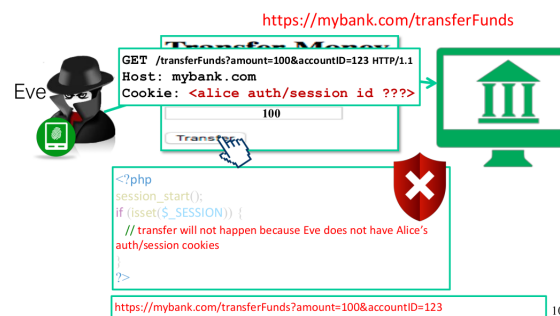 https://mybank.com/transferFunds
Transfer Money
GET /transferFunds?amount=100&accountID=123 HTTP/1.1
Host: mybank.com
Cookie: <alice auth/session id ???>
Eve
100
Transfer
<?php
session_start();
if (isset($_SESSION)) {
// transfer will not happen because Eve does not have Alice's
auth/session cookies
}
?>
https://mybank.com/transferFunds?amount=100&accountID=123